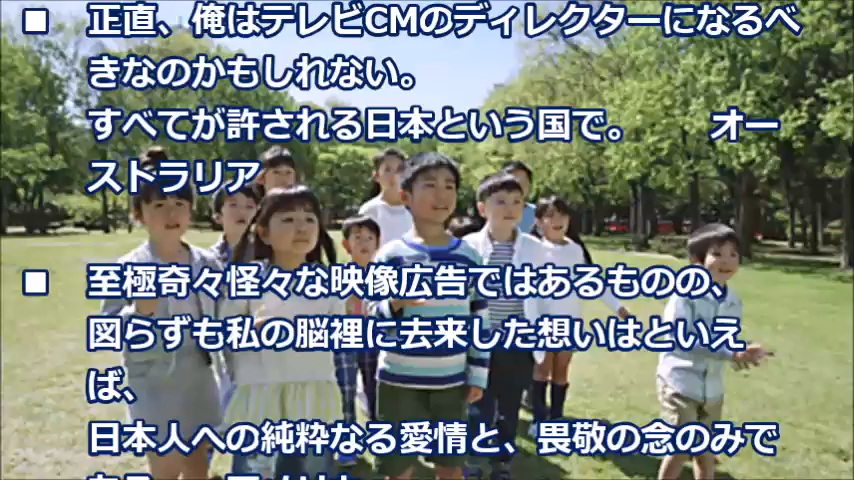 ■ 正直、俺はテレビCMのディレクターになるべ
きなのかもしれない。
すべてが許される日本という国で。 オー
ストラリア
■ 至極奇々怪々な映像広告ではあるものの、
図らずも私の脳裡に去来した想いはといえ
ば、
日本人への純粋なる愛情と、畏敬の念のみで